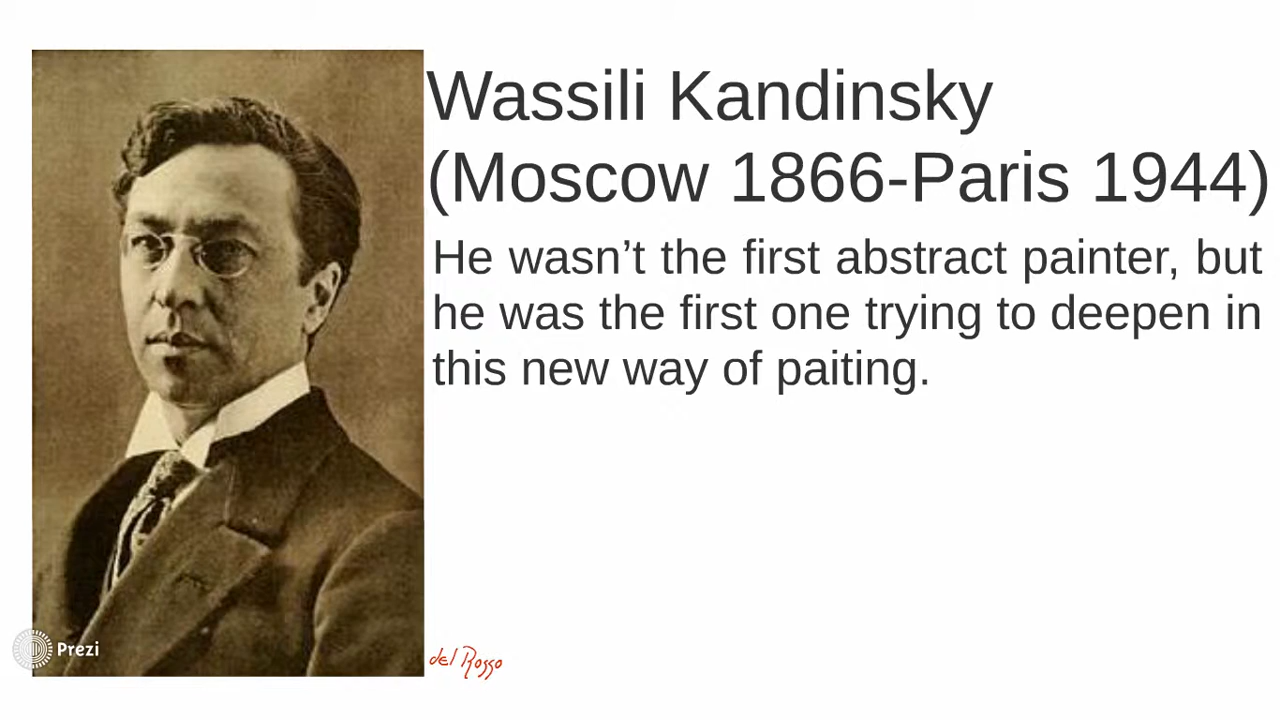 Wassili Kandinsky
(Moscow 1866-Paris 1944)
He wasn’t the first abstract painter, but
he was the first one trying to deepen in
this new way of paiting.
Prezi
del Rosso